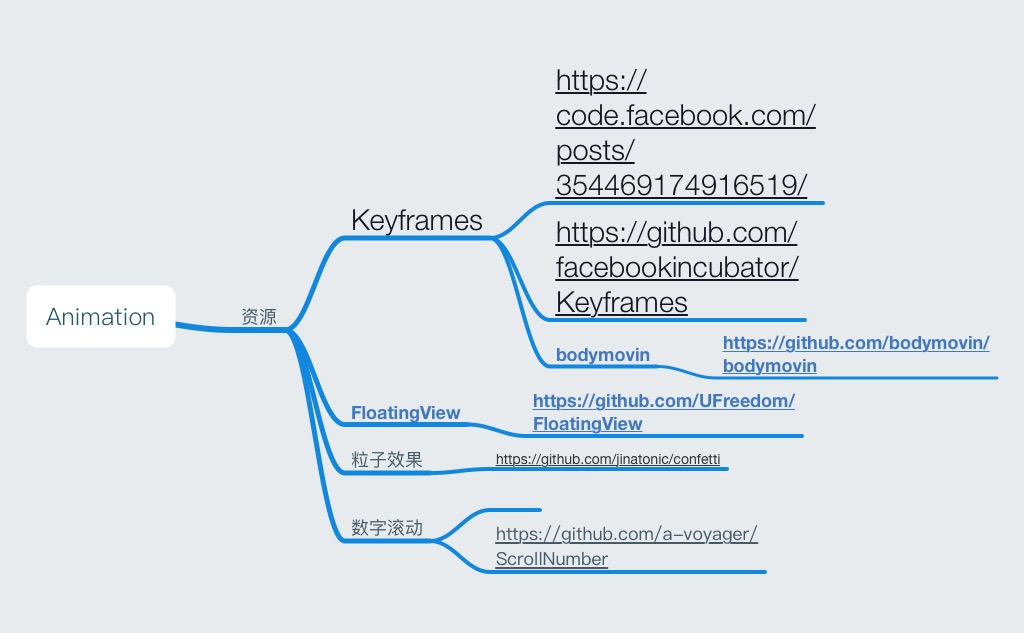 Animation
资源
Keyframes
https://
code.facebook.com/
posts/
354469174916519/
https://github.com/
facebookincubator/
Keyframes
bodymovin
https://github.com/bodymovin/
bodymovin
FloatingView
https://github.com/UFreedom/
FloatingView
粒子效果
https://github.com/jinatonic/confetti
数字滚动
https://github.com/a-voyager/
ScrollNumber